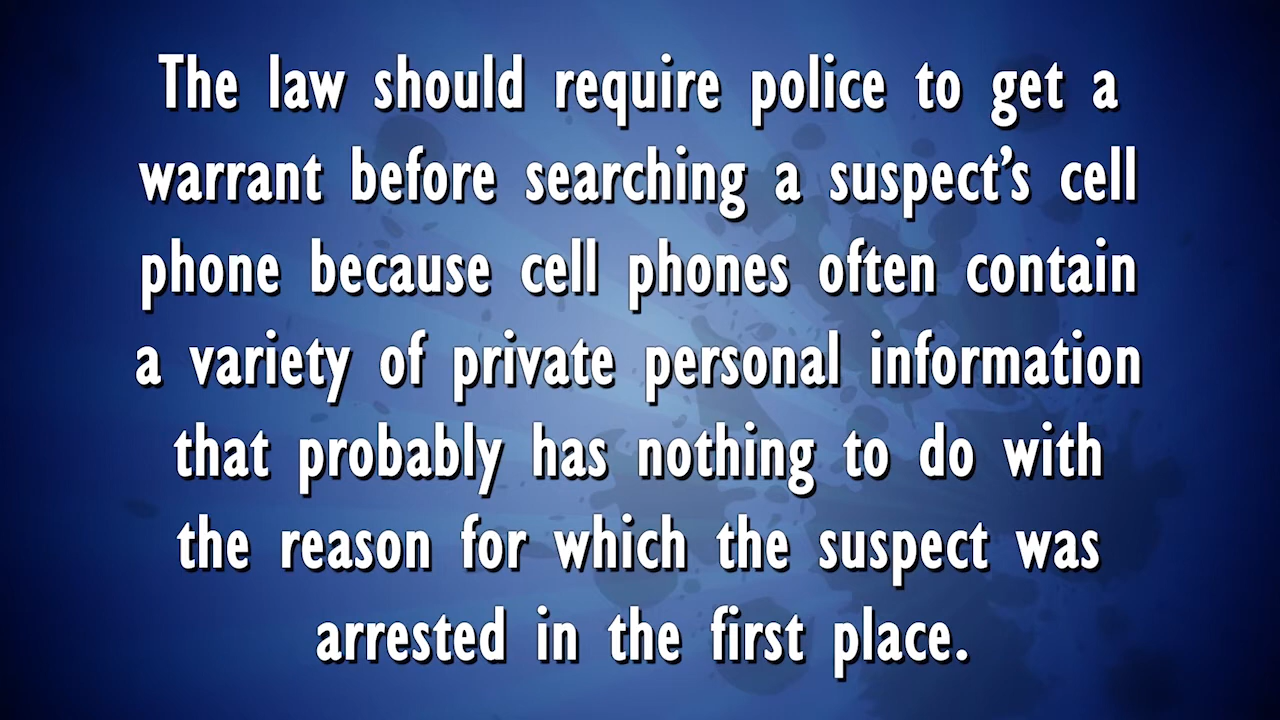 The law should require police to get a
warrant before searching a suspect's cell
phone because cell phones often contain
a variety of private personal information
that probably has nothing to do with
the reason for which the suspect was
arrested in the first place.